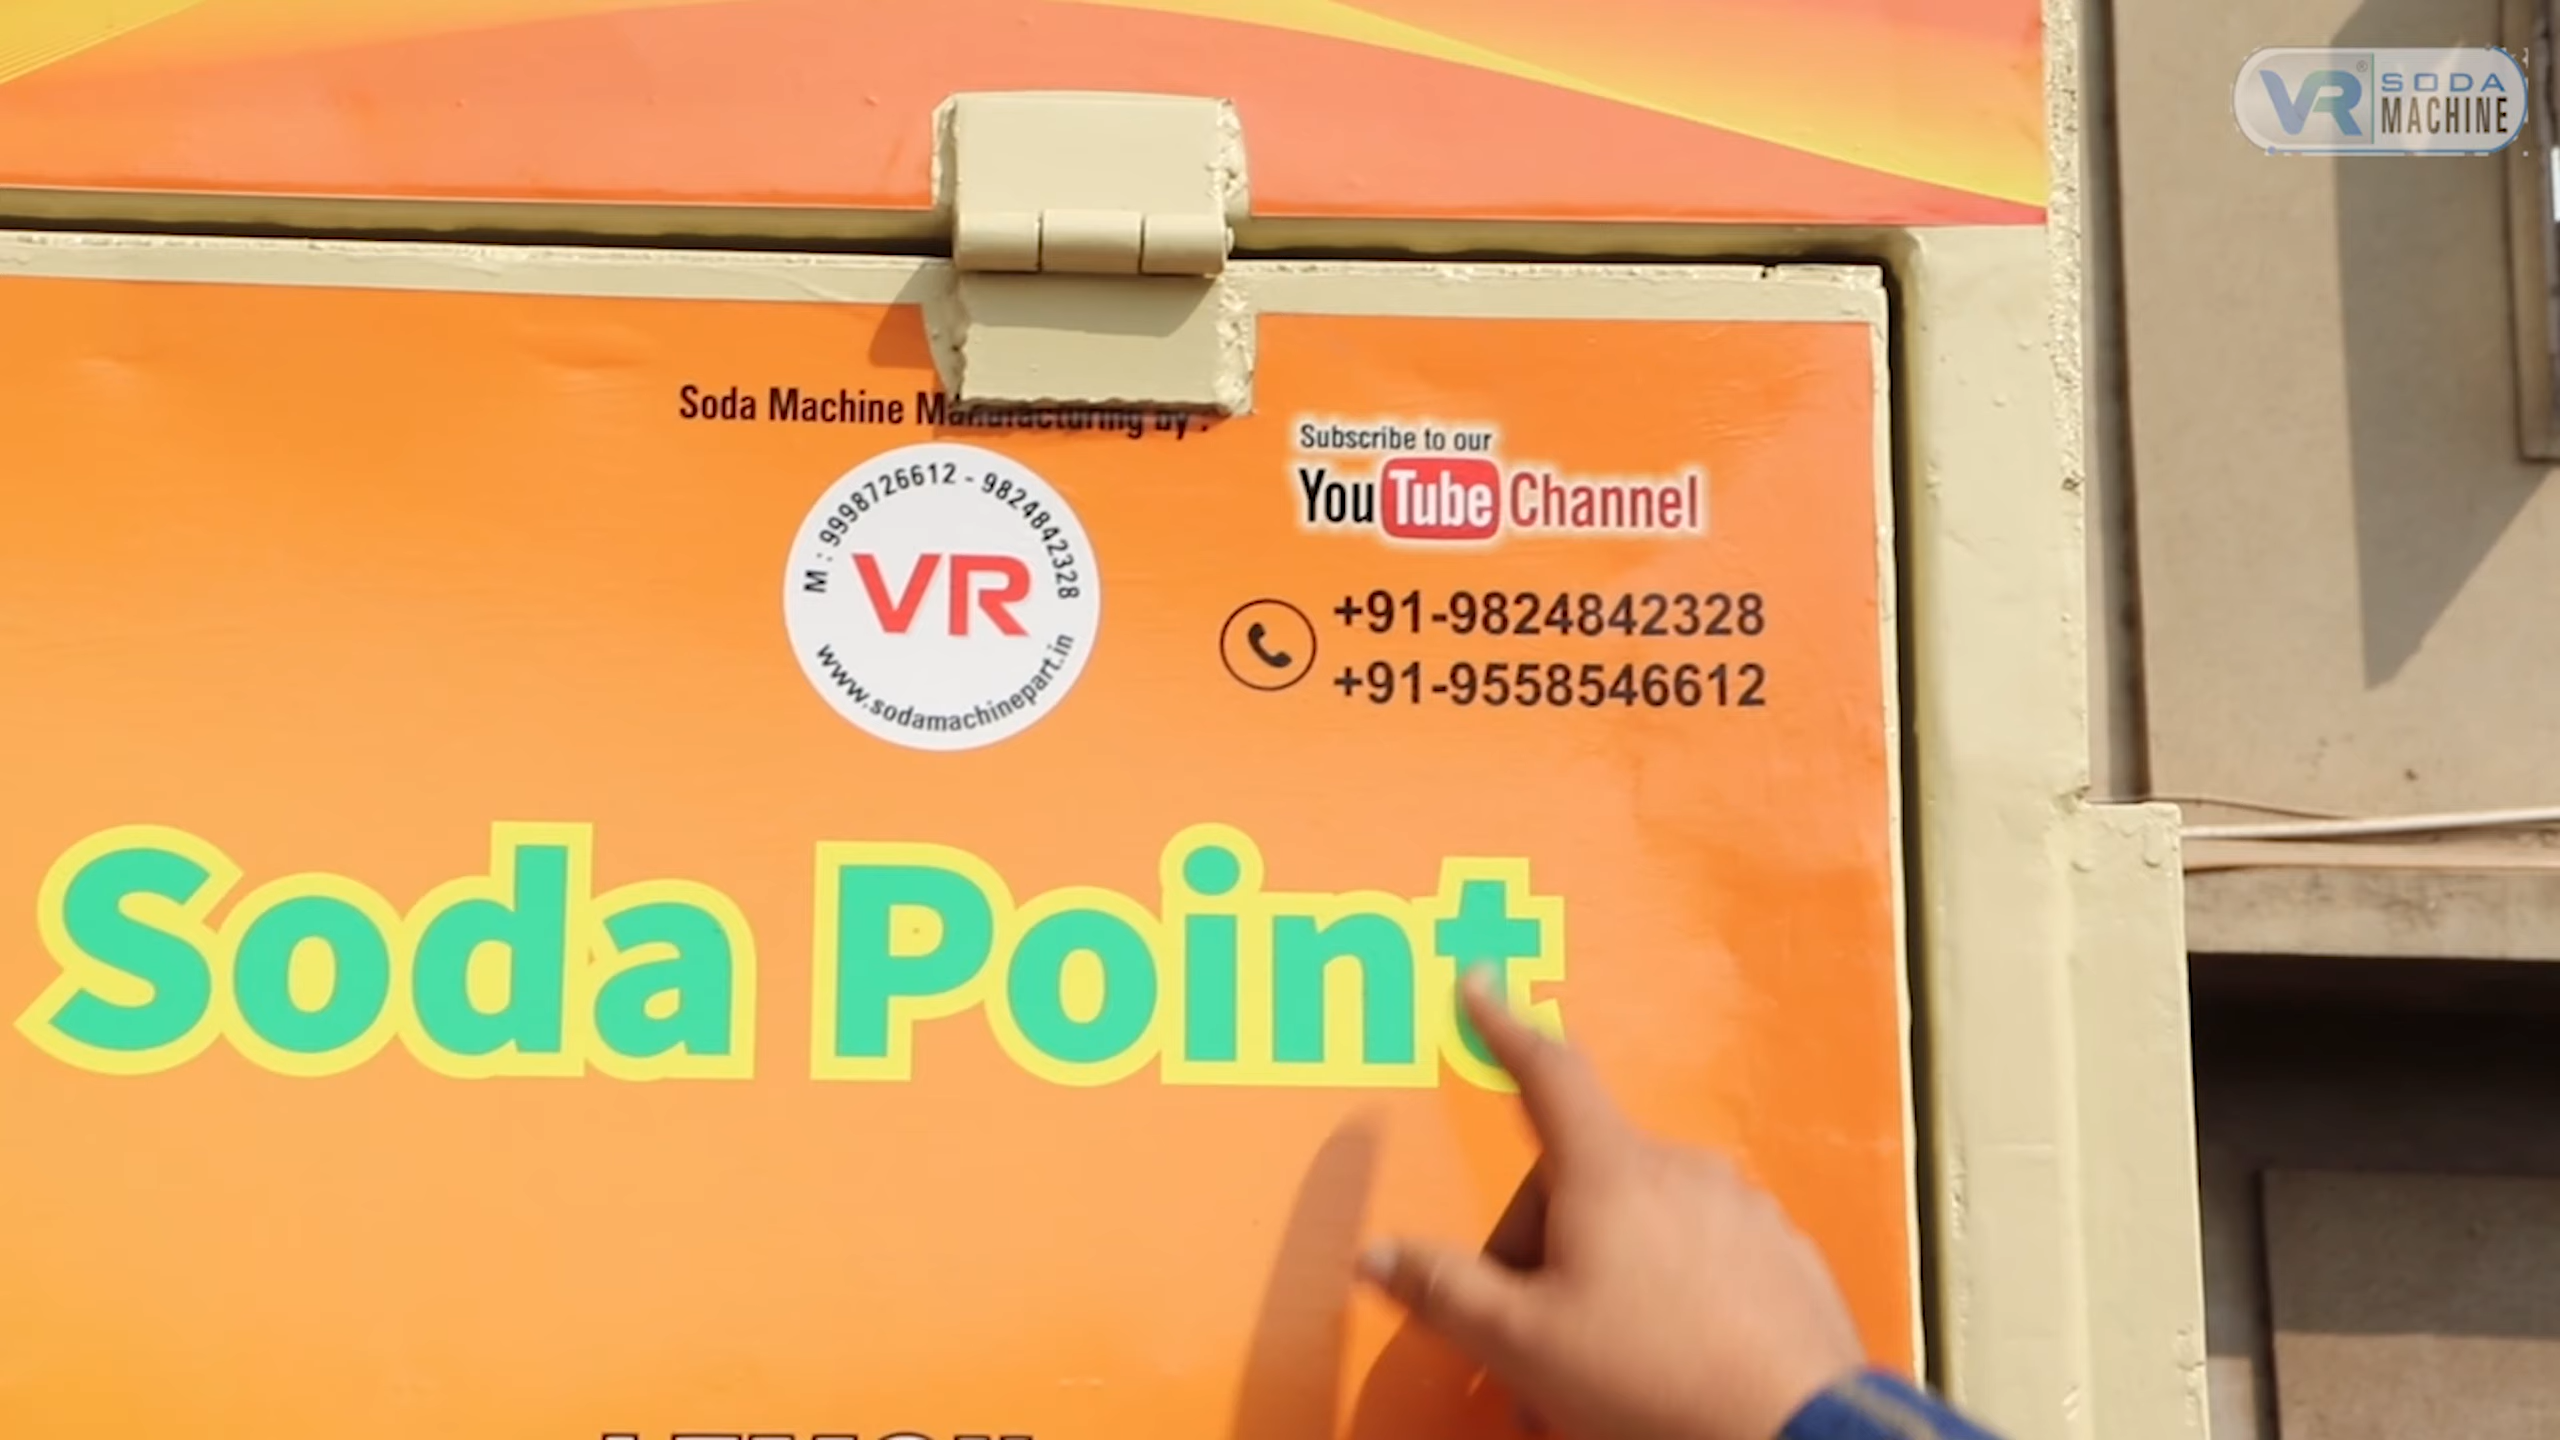 VR® SODA
MACHINE
Soda Machine Manufacturing by :
M : 9998726612 - 9824842328
VR
www.sodamachinepart.in
Subscribe to our
YouTube Channel
+91-9824842328
+91-9558546612
Soda Point